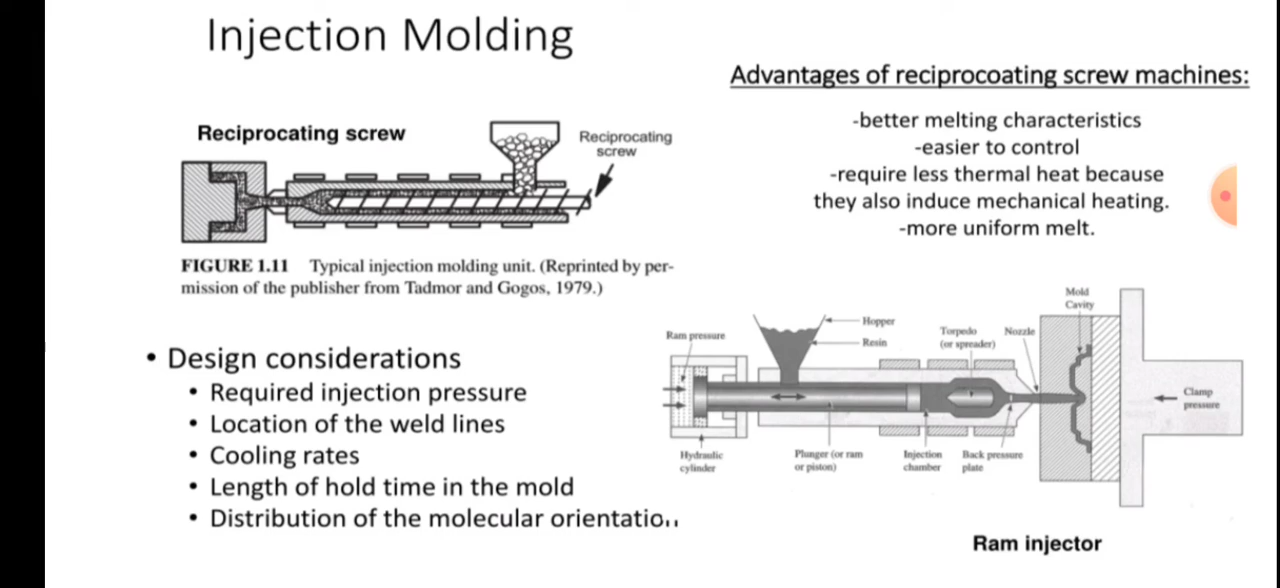 Injection Molding
Advantages of reciprocoating screw machines:
-better melting characteristics
-easier to control
-require less thermal heat because
they also induce mechanical heating.
-more uniform melt.
Reciprocating screw
Reciprocating
screw
FIGURE 1.11 Typical injection molding unit. (Reprinted by per-
mission of the publisher from Tadmor and Gogos, 1979.)
• Design considerations
• Required injection pressure
• Location of the weld lines
• Cooling rates
• Length of hold time in the mold
• Distribution of the molecular orientation
Mold
Cavity
Ram pressure
Hopper
Resin
Torpedo
(or spreader)
Nozzle
Clamp
pressure
Hydraulic
cylinder
Plunger (or ram
or piston)
Injection
chamber
Back pressure
plate
Ram injector